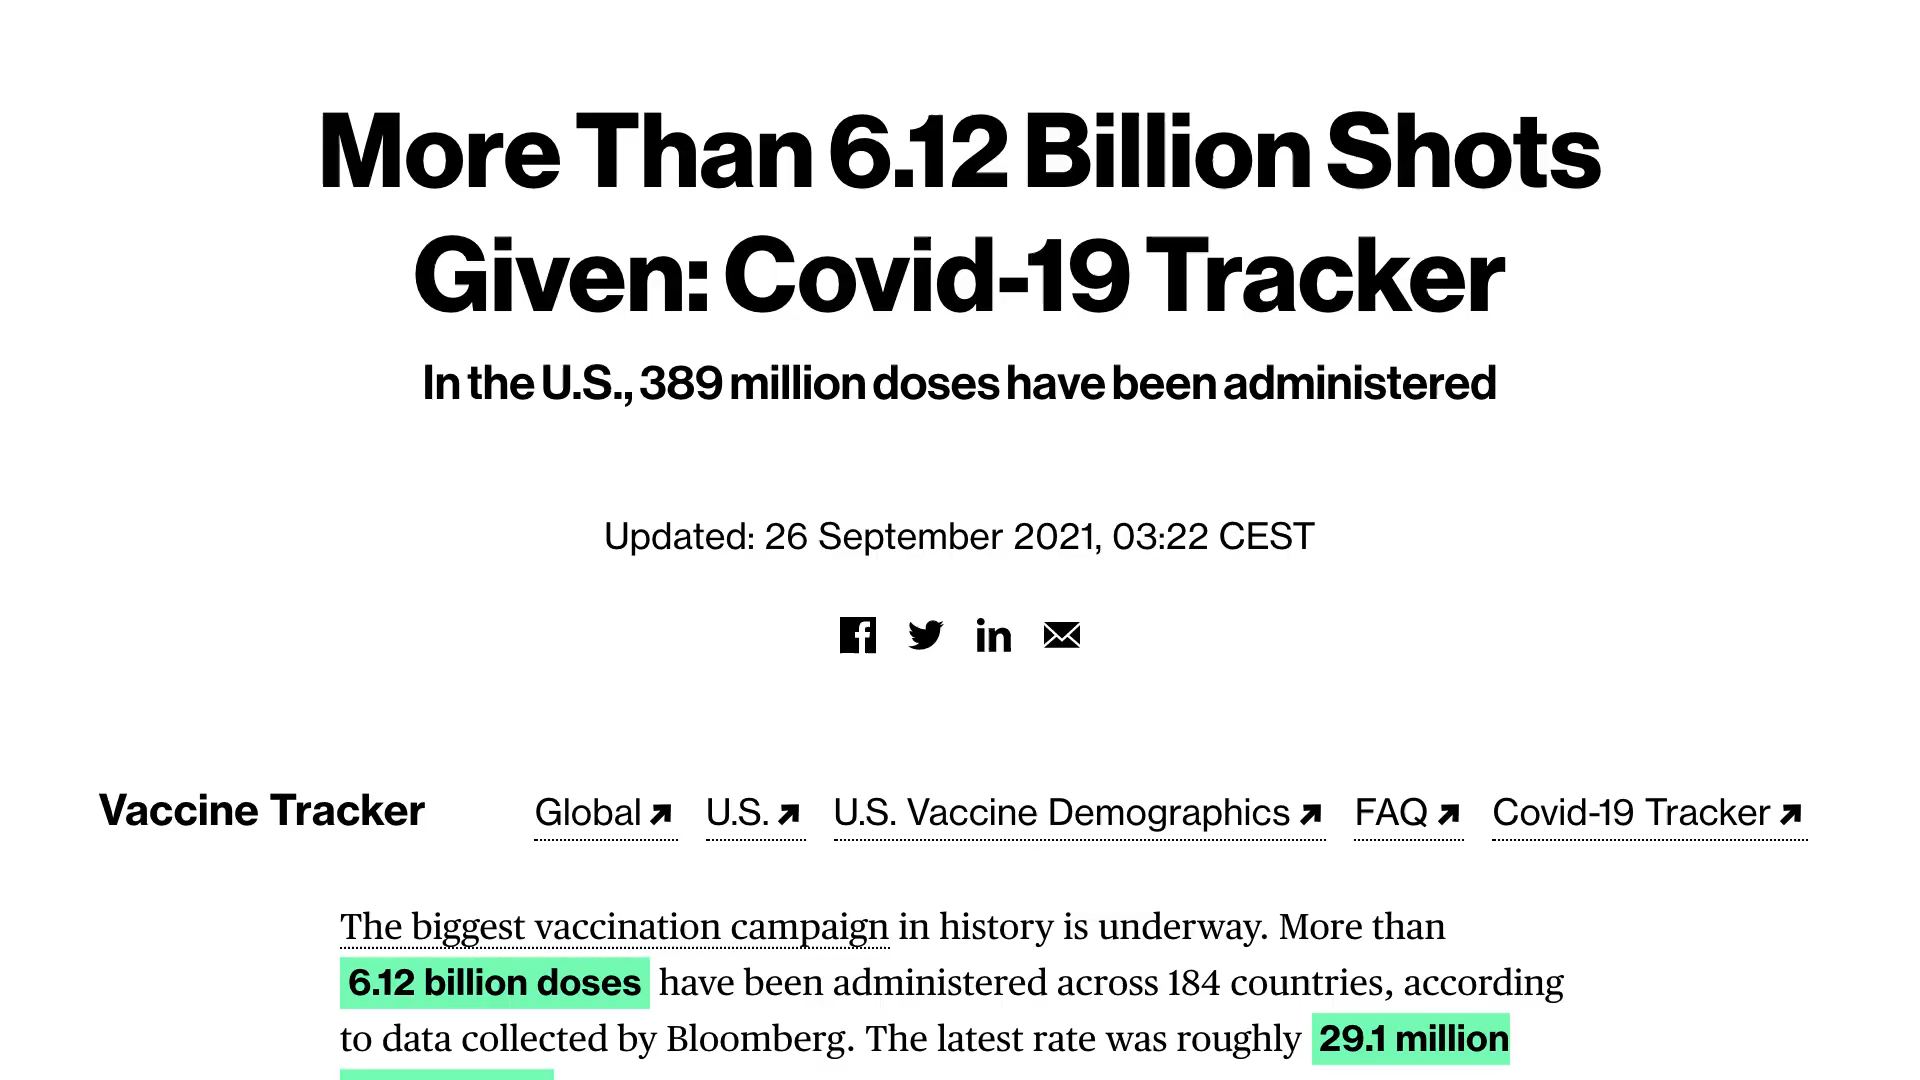 More Than 6.12 Billion Shots
Given: Covid-19 Tracker
In the U.S., 389 million doses have been administered
Updated: 26 September 2021, 03:22 CEST
Vaccine Tracker Global U.S. U.S. Vaccine Demographics FAQ Covid-19 Tracker
The biggest vaccination campaign in history is underway. More than
6.12 billion doses have been administered across 184 countries, according
to data collected by Bloomberg. The latest rate was roughly 29.1 million